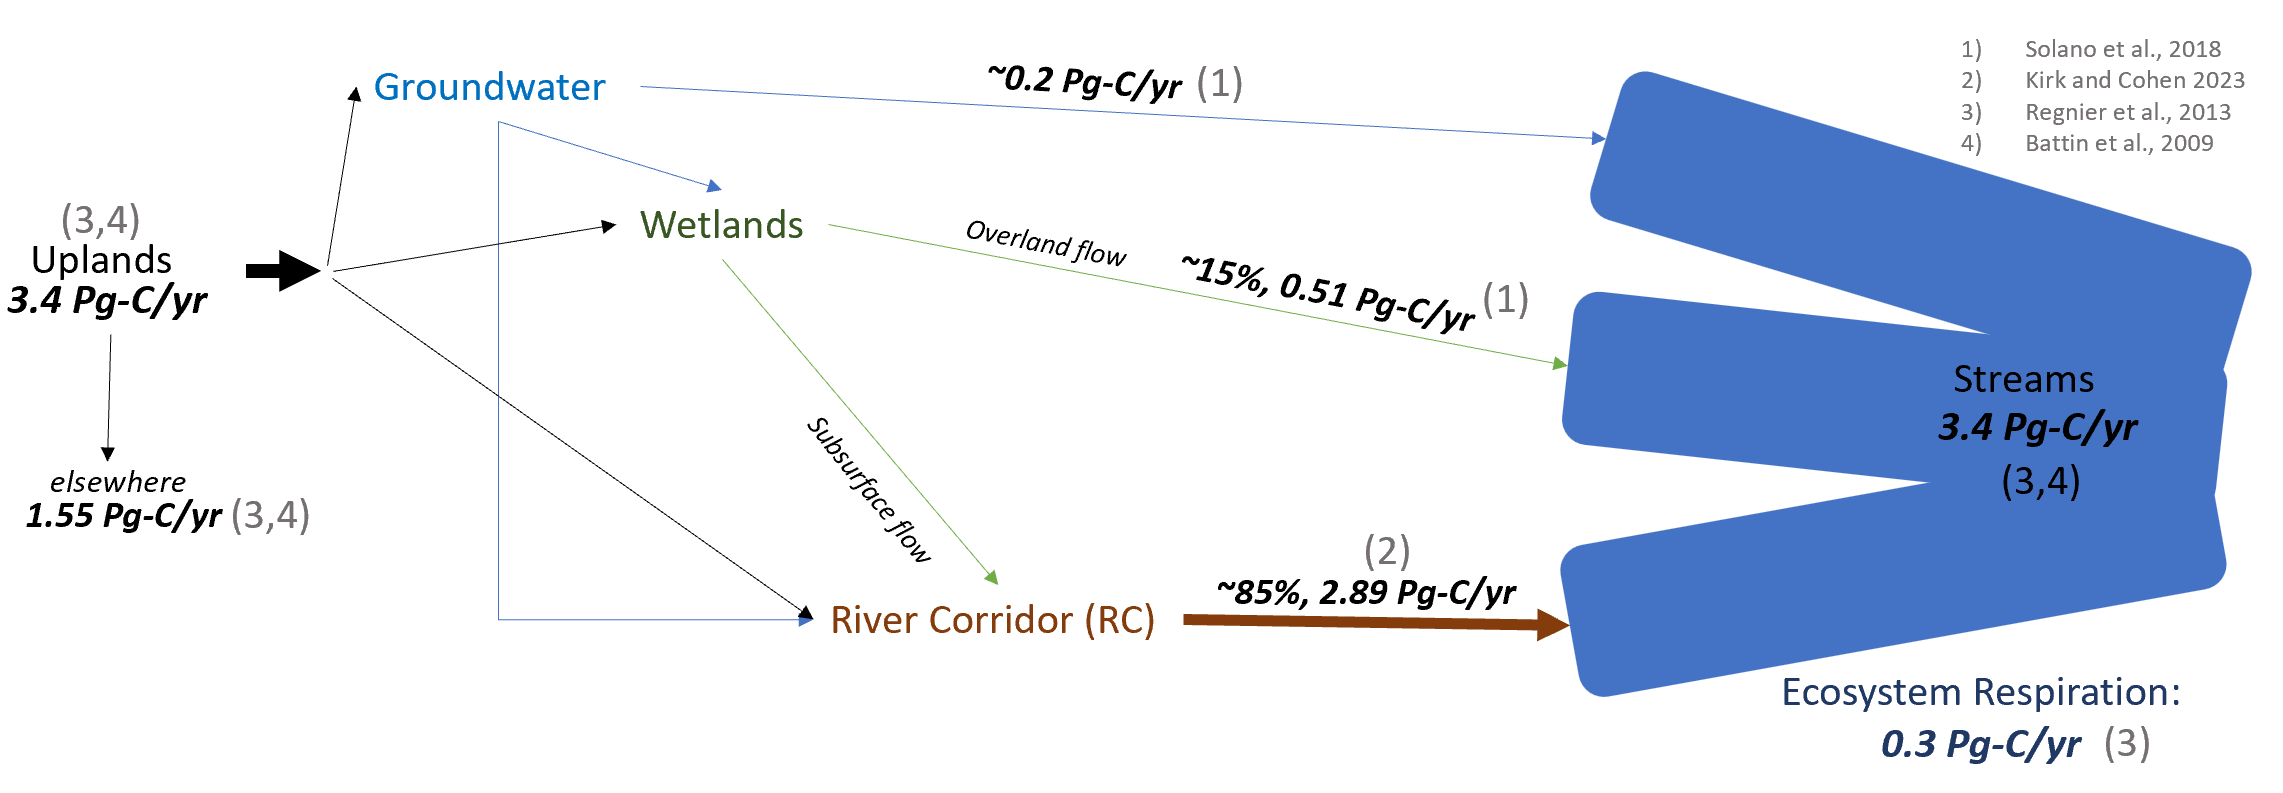 1) Solano et al., 2018
2) Kirk and Cohen 2023
3) Regnier et al., 2013
4) Battin et al., 2009
Groundwater
~0.2 Pg-C/yr (1)
(3,4)
Uplands
3.4 Pg-C/yr
Wetlands
Overland flow
~15%, 0.51 Pg-C/yr (1)
Streams
3.4 Pg-C/yr
(3,4)
elsewhere
1.55 Pg-C/yr (3,4)
Subsurface flow
River Corridor (RC)
(2)
~85%, 2.89 Pg-C/yr
Ecosystem Respiration:
0.3 Pg-C/yr (3)